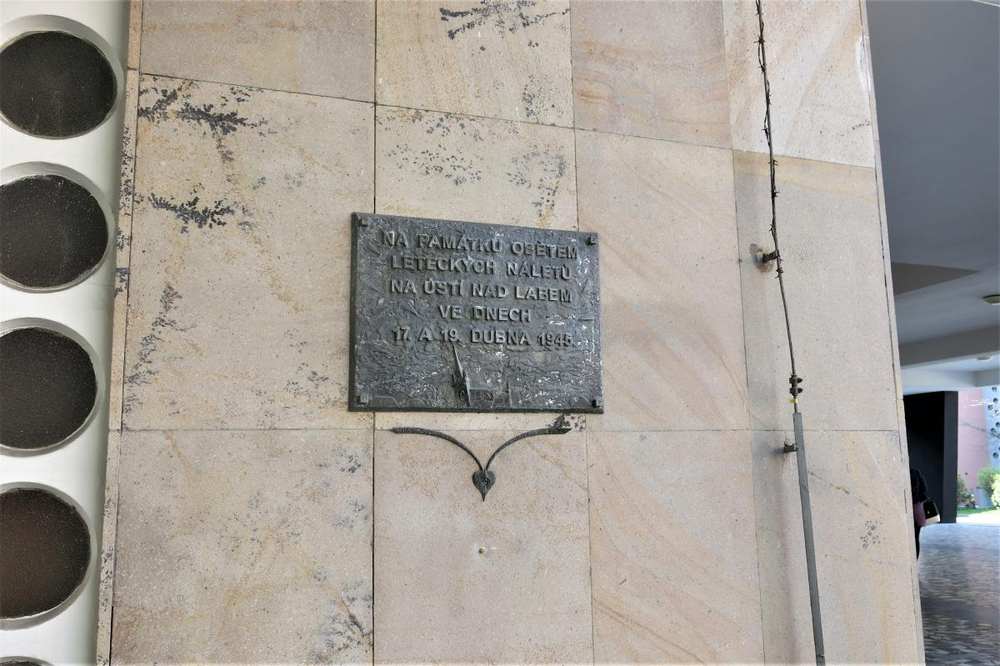 NA PAMÁTKU OBĚTEM
LETECKÝCH NÁLETŮ
NA ÚSTÍ NAD LABEM
VE DNECH
17. A 19. DUBNA 1945